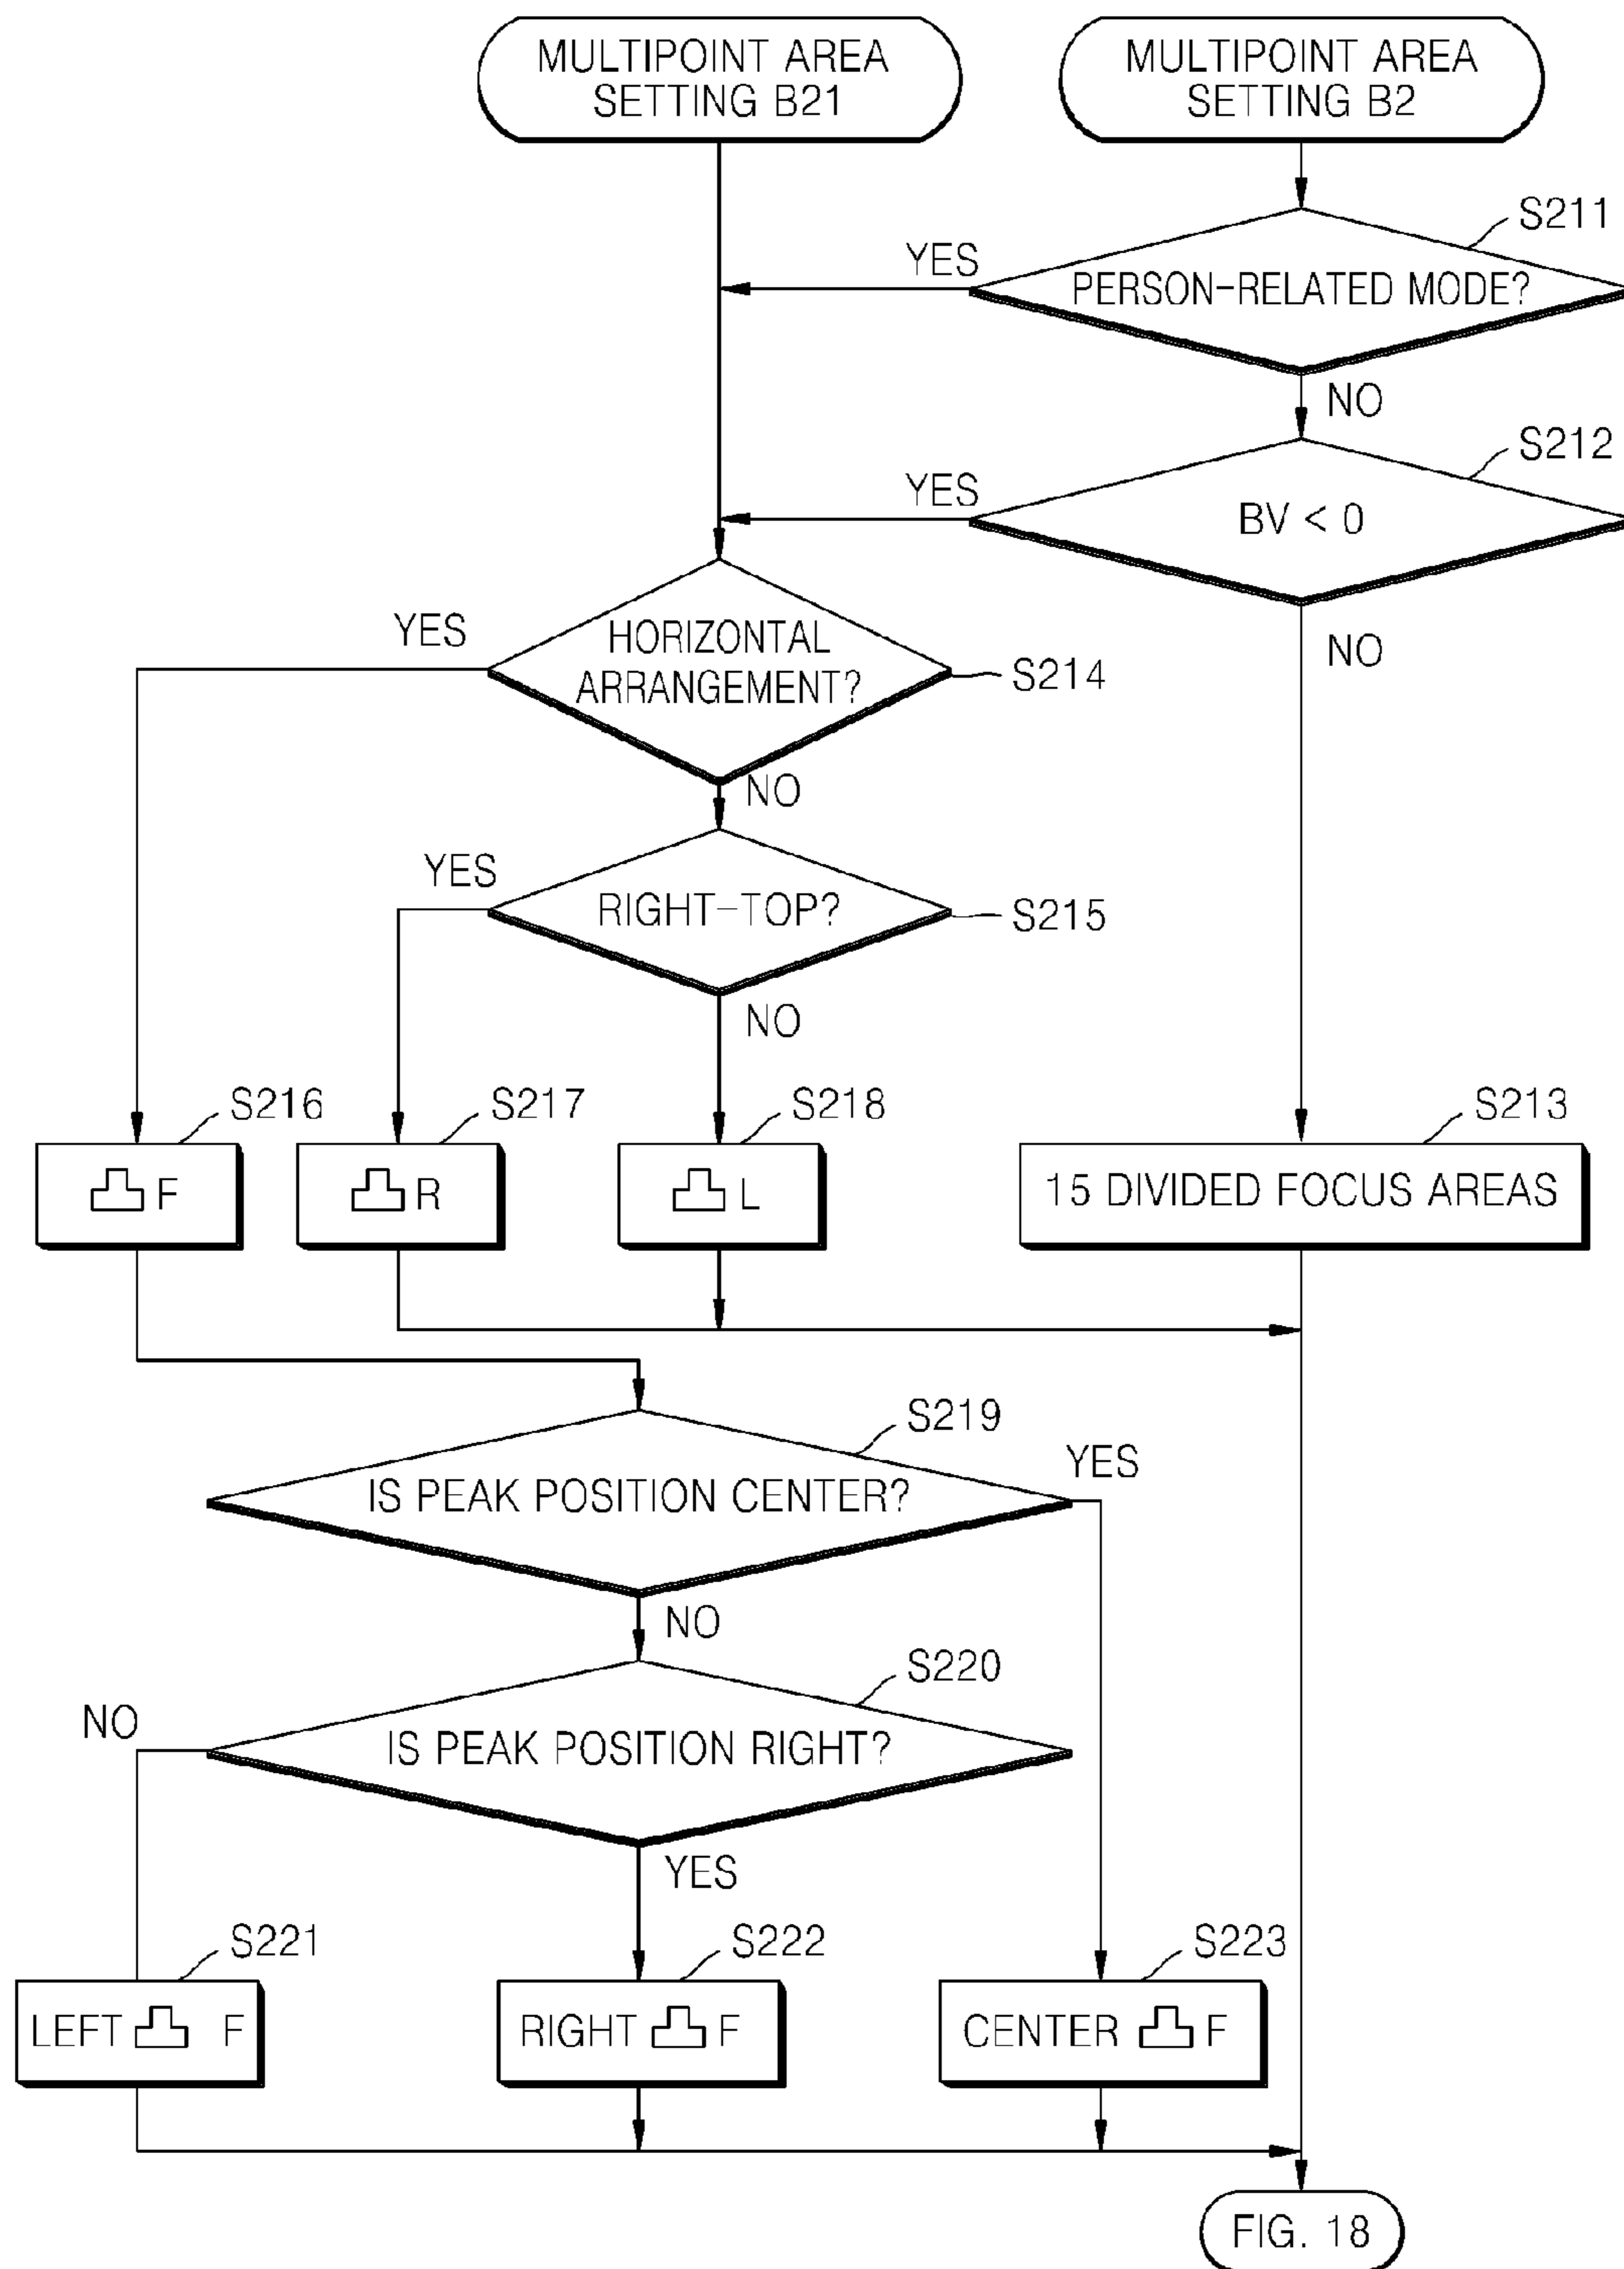 MULTIPOINT AREA
SETTING B21
MULTIPOINT AREA
SETTING B2
S211
YES
PERSON-RELATED MODE?
NO
S212
YES
BV < 0
YES
HORIZONTAL
ARRANGEMENT?
S214
NO
NO
YES
RIGHT-TOP?
S215
NO
S216
S217
S218
S213
F
R
L
15 DIVIDED FOCUS AREAS
S219
YES
IS PEAK POSITION CENTER?
NO
S220
NO
IS PEAK POSITION RIGHT?
YES
S221
S222
S223
LEFT F
RIGHT F
CENTER F
FIG. 18